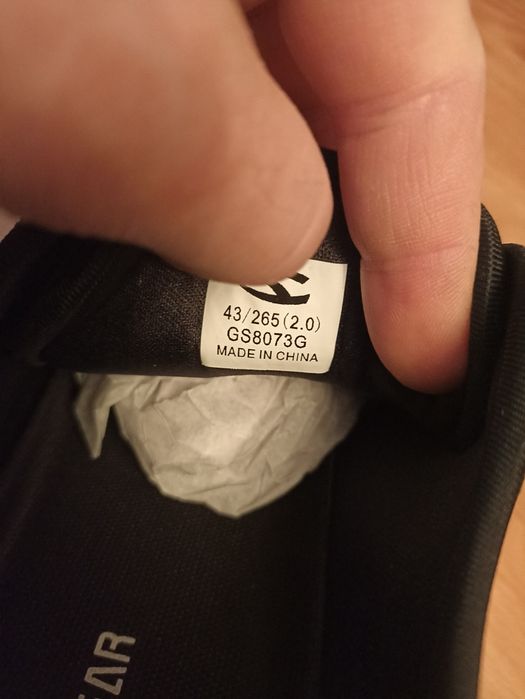 43/265(2.0)
GS8073G
MADE IN CHINA